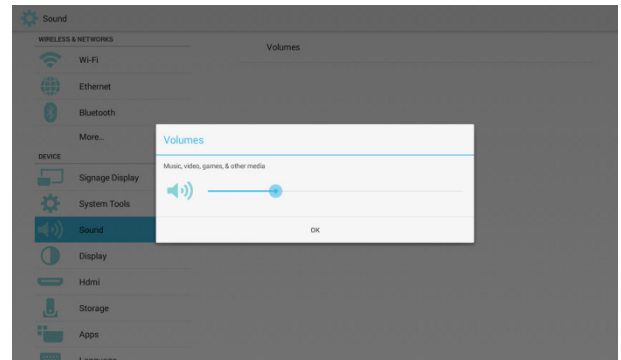 Sound
WIRELESS & NETWORKS
Wi-Fi
Ethernet
Bluetooth
More...
DEVICE
Signage Display
System Tools
Sound
Display
Hdmi
Storage
Apps
Language
Volumes
Volumes
Music, video, games, & other media
OK